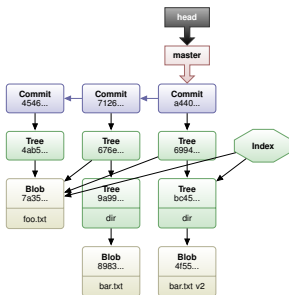 head
master
Commit
4546...
Commit
7126...
Commit
a440...
Tree
4ab5...
Tree
676e...
Tree
6994...
Index
Blob
7a35...
foo.txt
Tree
9a99...
dir
Tree
bc45...
dir
Blob
8983...
bar.txt
Blob
4f55...
bar.txt v2